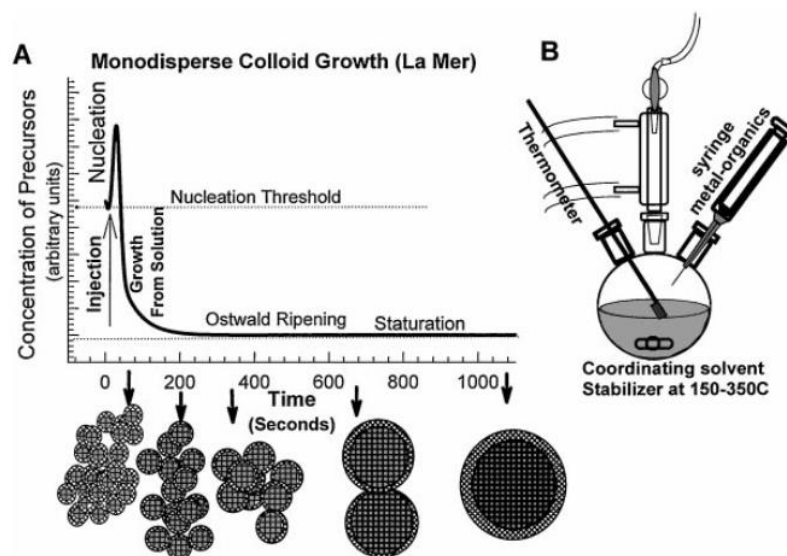 A
Monodisperse Colloid Growth (La Mer)
Concentration of Precursors
(arbitrary units)
Nucleation
Nucleation Threshold
Injection
Growth
From Solution
Ostwald Ripening
Staturation
0 200 400 600 800 1000
Time
(Seconds)
B
Thermometer
syringe
metal-organics
Coordinating solvent
Stabilizer at 150-350C